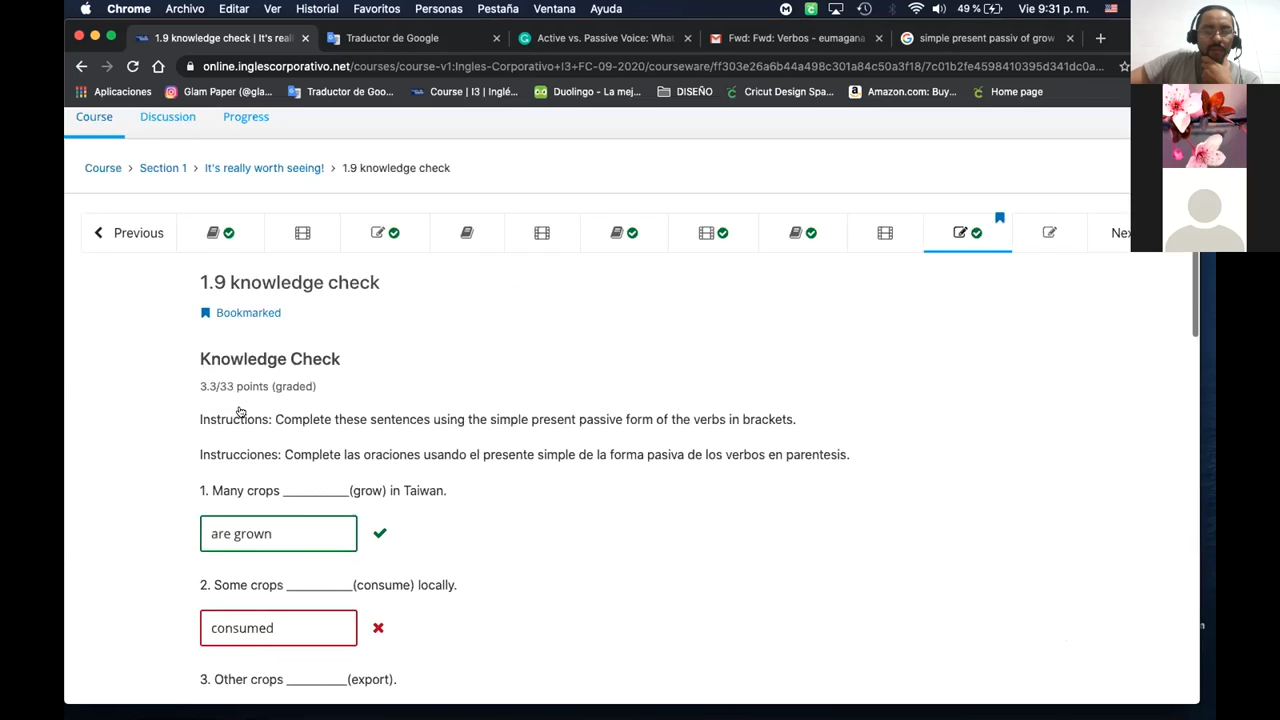 Chrome Archivo Editar Ver Historial Favoritos Personas Pestaña Ventana Ayuda 49 % Vie 9:31 p. m.
1.9 knowledge check | It's real Traductor de Google Active vs. Passive Voice: What Fwd: Fwd: Verbos - eumagana simple present passiv of grow
online.inglescorporativo.net/courses/course-v1:Ingles-Corporativo+I3+FC-09-2020/courseware/ff303e26a6b44a498c301a84c50a3f18/7c01b2fe4598410395d341dc0a...
Aplicaciones Glam Paper (@gla... Traductor de Goo... Course | I3 | Inglé... Duolingo - La mej... DISEÑO Cricut Design Spa... Amazon.com: Buy... Home page
Course Discussion Progress
Course > Section 1 > It's really worth seeing! > 1.9 knowledge check
Previous Nex
1.9 knowledge check
Bookmarked
Knowledge Check
3.3/33 points (graded)
Instructions: Complete these sentences using the simple present passive form of the verbs in brackets.
Instrucciones: Complete las oraciones usando el presente simple de la forma pasiva de los verbos en parentesis.
1. Many crops _________(grow) in Taiwan.
are grown
2. Some crops _________(consume) locally.
consumed
3. Other crops _________(export).